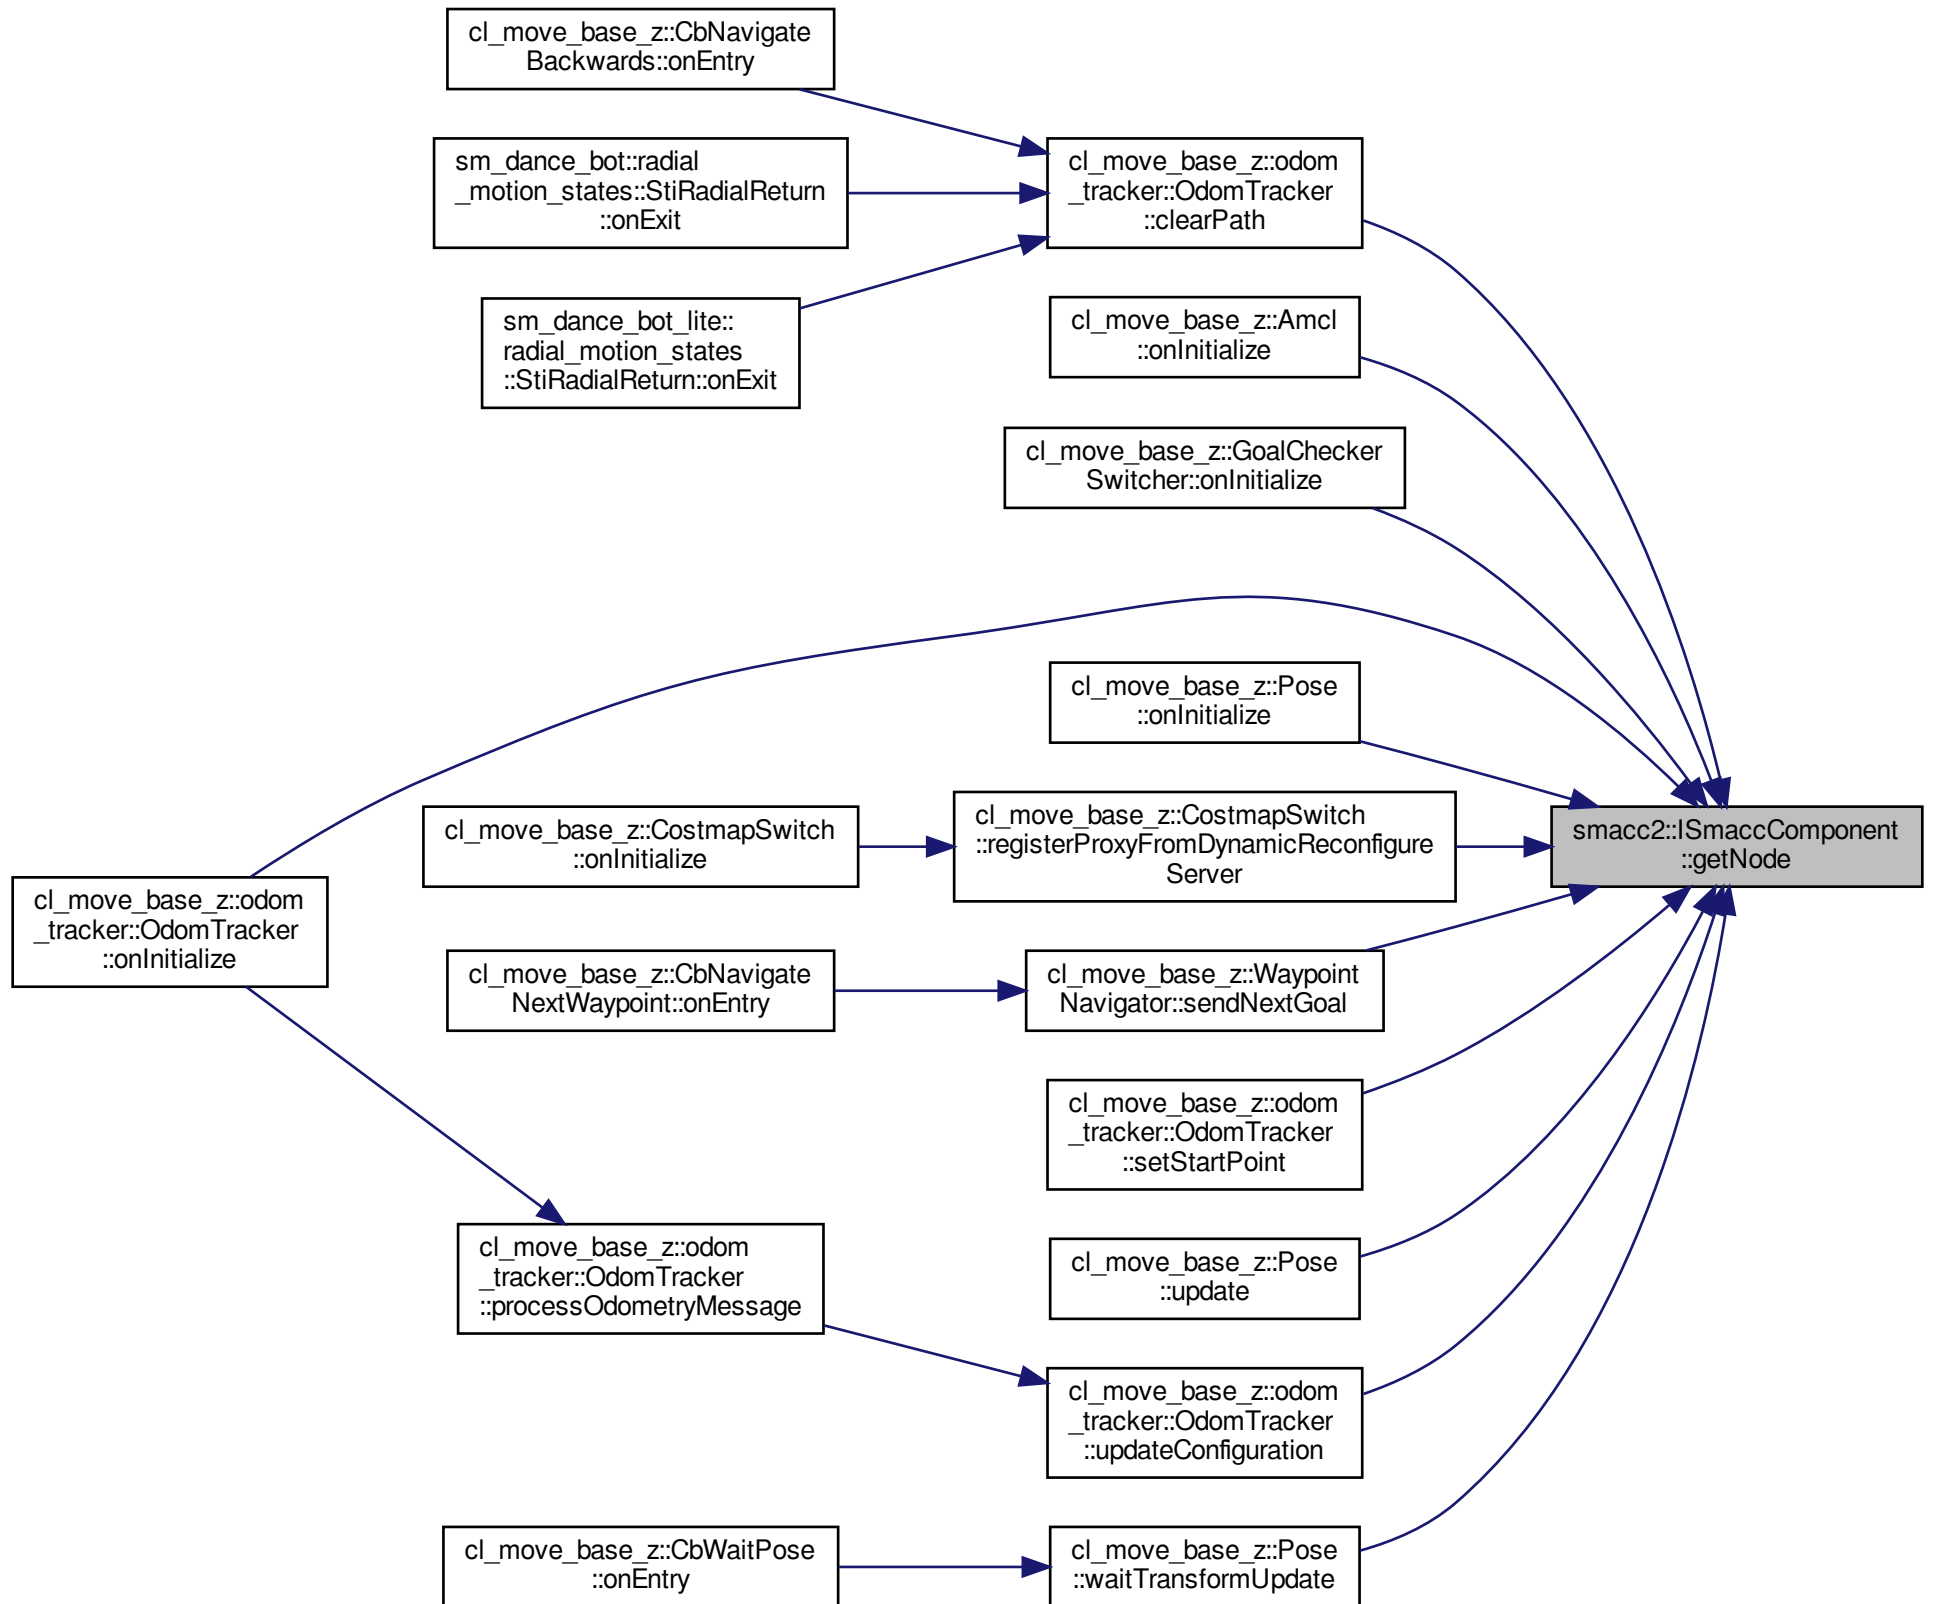 cl_move_base_z::CbNavigate
Backwards::onEntry
sm_dance_bot::radial
_motion_states::StiRadialReturn
::onExit
cl_move_base_z::odom
_tracker::OdomTracker
::clearPath
sm_dance_bot_lite::
radial_motion_states
::StiRadialReturn::onExit
cl_move_base_z::Amcl
::onInitialize
cl_move_base_z::GoalChecker
Switcher::onInitialize
cl_move_base_z::Pose
::onInitialize
cl_move_base_z::CostmapSwitch
::onInitialize
cl_move_base_z::CostmapSwitch
::registerProxyFromDynamicReconfigure
Server
smacc2::ISmaccComponent
::getNode
cl_move_base_z::odom
_tracker::OdomTracker
::onInitialize
cl_move_base_z::CbNavigate
NextWaypoint::onEntry
cl_move_base_z::Waypoint
Navigator::sendNextGoal
cl_move_base_z::odom
_tracker::OdomTracker
::setStartPoint
cl_move_base_z::odom
_tracker::OdomTracker
::processOdometryMessage
cl_move_base_z::Pose
::update
cl_move_base_z::odom
_tracker::OdomTracker
::updateConfiguration
cl_move_base_z::CbWaitPose
::onEntry
cl_move_base_z::Pose
::waitTransformUpdate